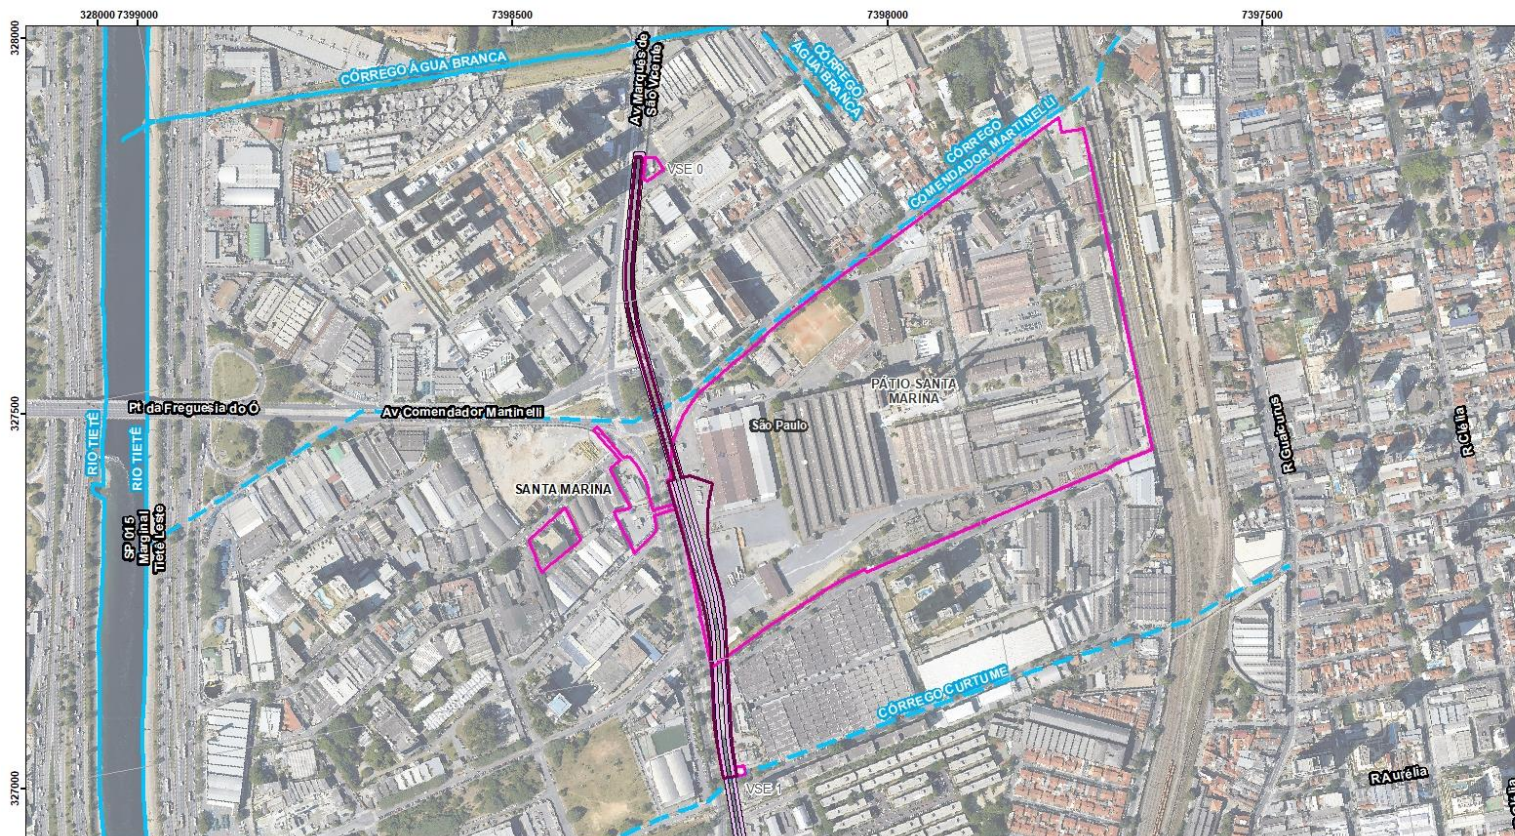 328000
7399000
7398500
7398000
7397500
328000
327500
327000
CÓRREGO ÁGUA BRANCA
Av Marquês de
São Vicente
CÓRREGO
ÁGUA BRANCA
CÓRREGO
COMENDADOR MARTINELLI
VSE 0
PÁTIO SANTA
MARINA
Pt da Freguesia do Ó
Av Comendador Martinelli
São Paulo
RIO TIETÊ
RIO TIETÊ
SANTA MARINA
SP 015
Marginal
Tietê Leste
R Guaicurus
R Clélia
CÓRREGO CURTUME
VSE 1
R Aurélia